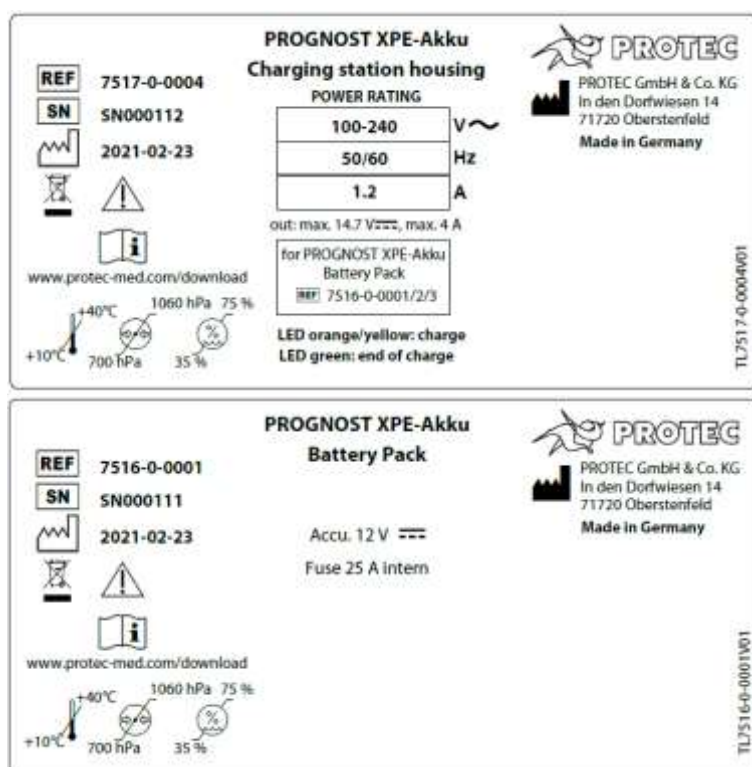 PROGNOST XPE-Akku
Charging station housing
REF 7517-0-0004
SN SN000112
2021-02-23
www.protec-med.com/download
+40°C
+10°C
1060 hPa
700 hPa
75 %
%
35 %
POWER RATING
100-240 V
50/60 Hz
1.2 A
out: max. 14.7 V, max. 4 A
for PROGNOST XPE-Akku
Battery Pack
REF 7516-0-0001/2/3
LED orange/yellow: charge
LED green: end of charge
PROTEC
PROTEC GmbH & Co. KG
In den Dorfwiesen 14
71720 Oberstenfeld
Made in Germany
TL7517-0-0004V01
PROGNOST XPE-Akku
Battery Pack
REF 7516-0-0001
SN SN000111
2021-02-23
www.protec-med.com/download
+40°C
+10°C
1060 hPa
700 hPa
75 %
%
35 %
Accu. 12 V
Fuse 25 A intern
PROTEC
PROTEC GmbH & Co. KG
In den Dorfwiesen 14
71720 Oberstenfeld
Made in Germany
TL7516-0-0001V01